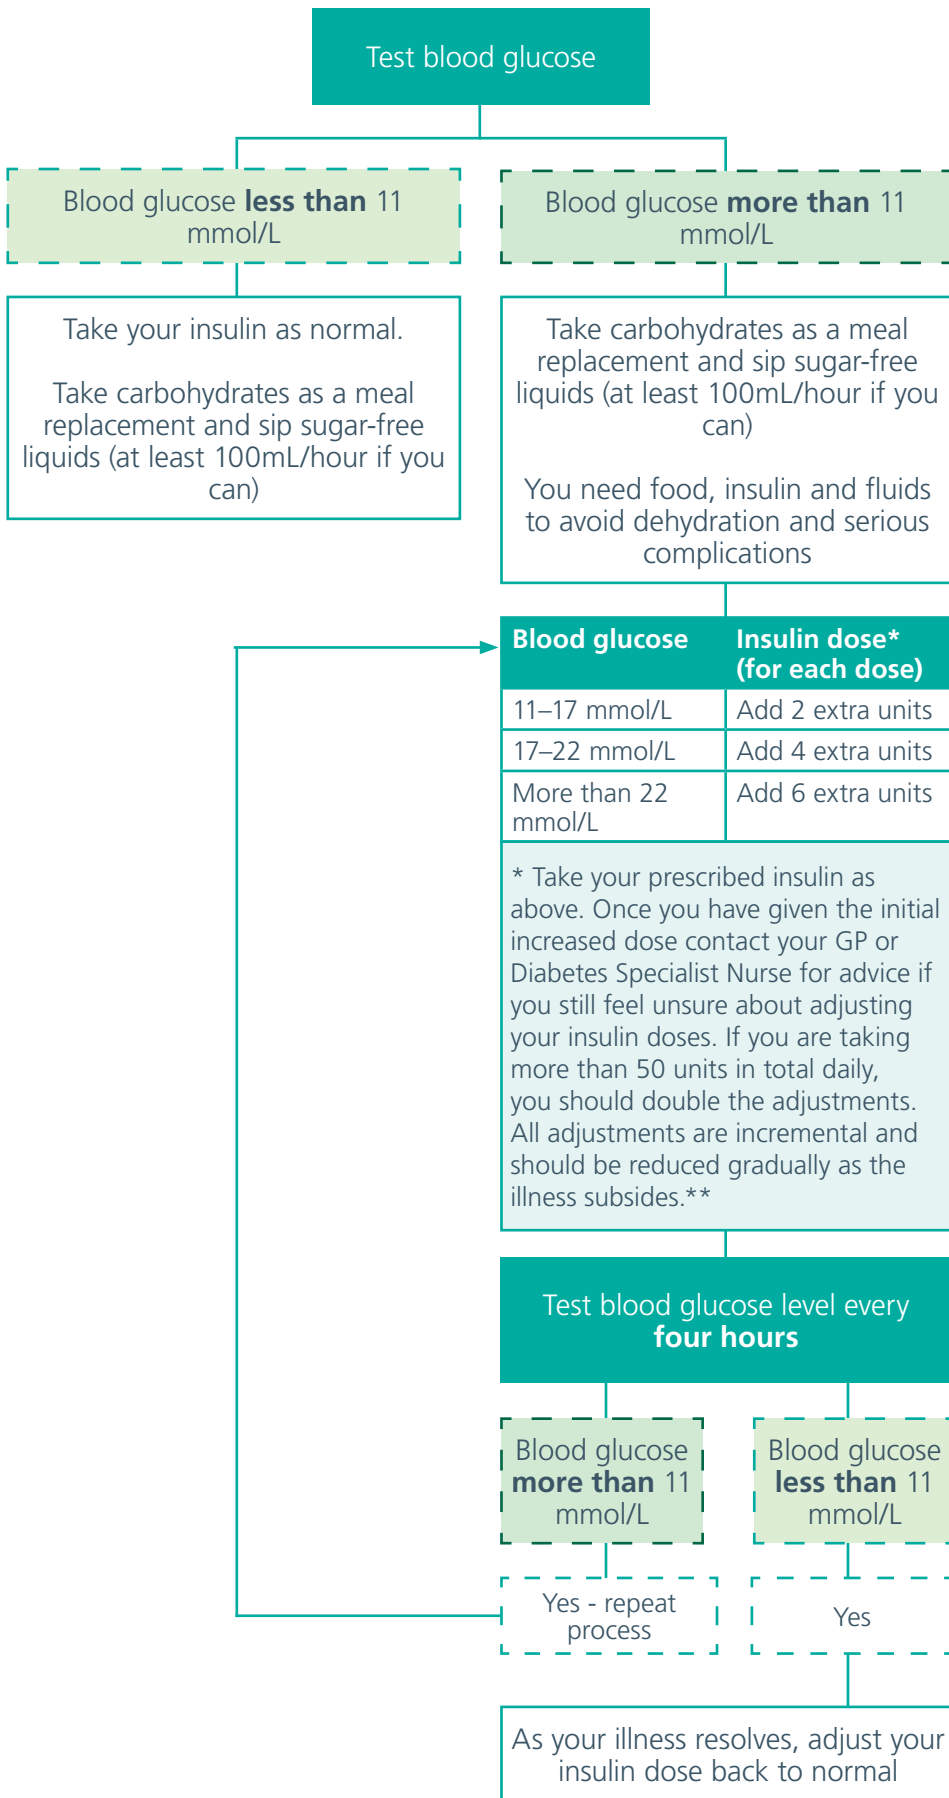 Test blood glucose
Blood glucose less than 11
mmol/L
Take your insulin as normal.
Take carbohydrates as a meal
replacement and sip sugar-free
liquids (at least 100mL/hour if you
can)
Blood glucose more than 11
mmol/L
Take carbohydrates as a meal
replacement and sip sugar-free
liquids (at least 100mL/hour if you
can)
You need food, insulin and fluids
to avoid dehydration and serious
complications
Blood glucose Insulin dose*
(for each dose)
11–17 mmol/L Add 2 extra units
17–22 mmol/L Add 4 extra units
More than 22 Add 6 extra units
mmol/L
* Take your prescribed insulin as
above. Once you have given the initial
increased dose contact your GP or
Diabetes Specialist Nurse for advice if
you still feel unsure about adjusting
your insulin doses. If you are taking
more than 50 units in total daily,
you should double the adjustments.
All adjustments are incremental and
should be reduced gradually as the
illness subsides.**
Test blood glucose level every
four hours
Blood glucose
more than 11
mmol/L
Yes - repeat
process
Blood glucose
less than 11
mmol/L
Yes
As your illness resolves, adjust your
insulin dose back to normal